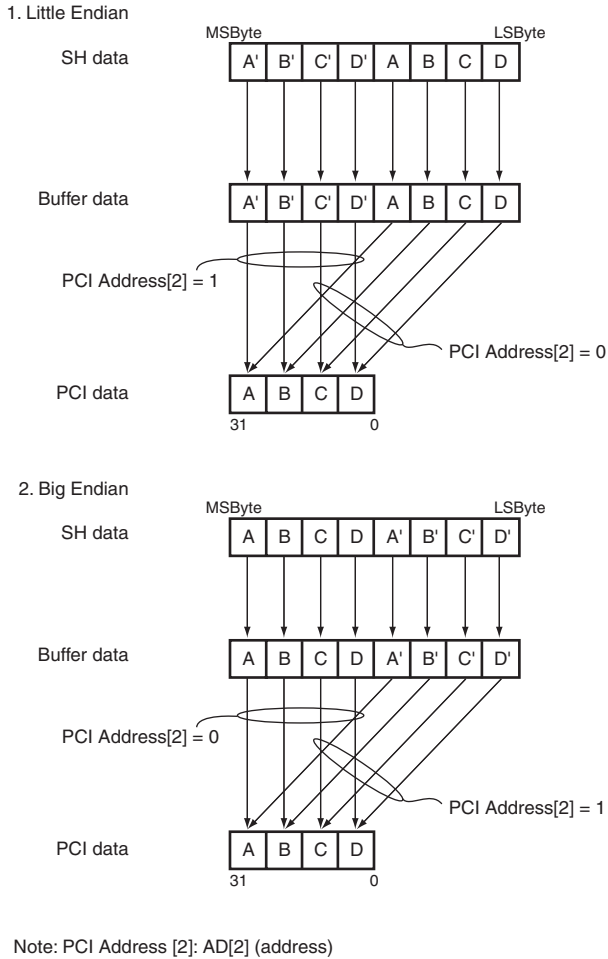 1. Little Endian
MSByte LSByte
SH data A' B' C' D' A B C D
Buffer data A' B' C' D' A B C D
PCI Address[2] = 1
PCI Address[2] = 0
PCI data A B C D
31 0
2. Big Endian
MSByte LSByte
SH data A B C D A' B' C' D'
Buffer data A B C D A' B' C' D'
PCI Address[2] = 0
PCI Address[2] = 1
PCI data A B C D
31 0
Note: PCI Address [2]: AD[2] (address)